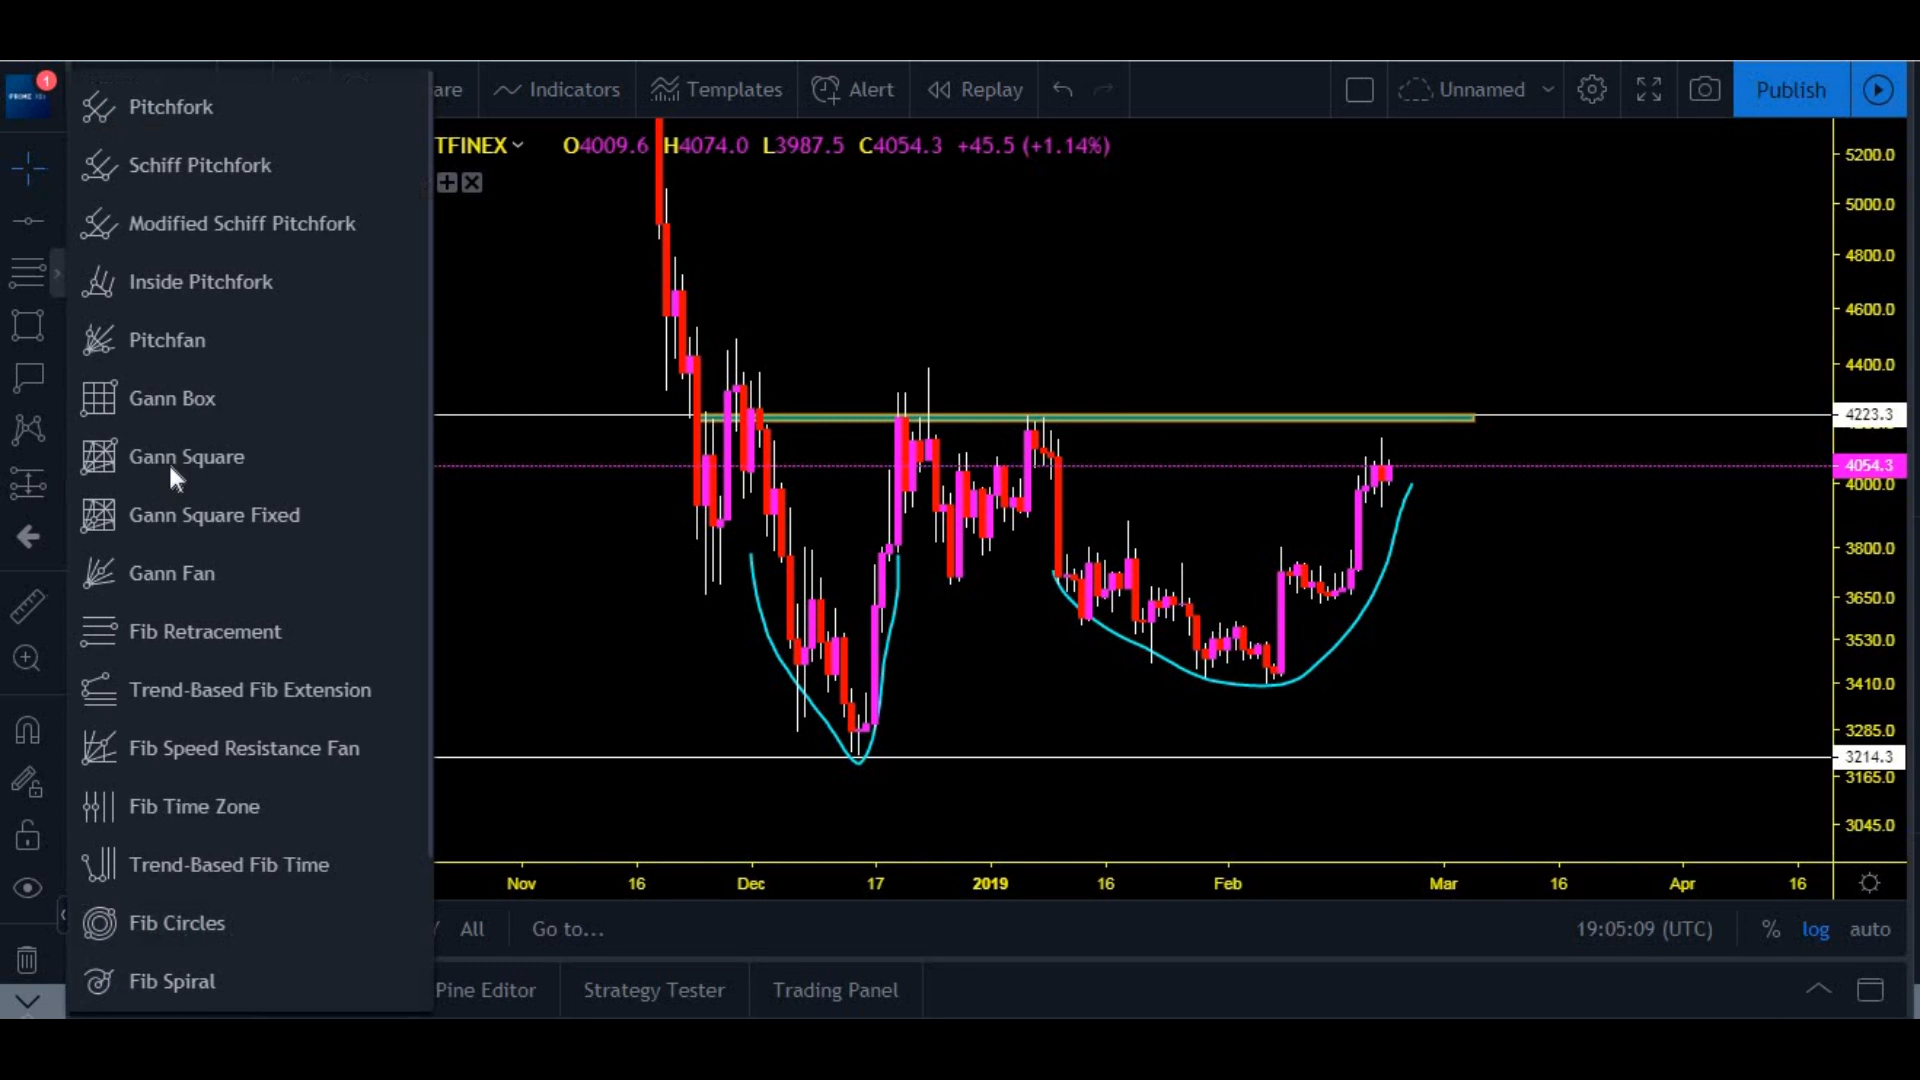 1
are
Indicators
Templates
Alert
Replay
Unnamed
Publish
Pitchfork
Schiff Pitchfork
Modified Schiff Pitchfork
Inside Pitchfork
Pitchfan
Gann Box
Gann Square
Gann Square Fixed
Gann Fan
Fib Retracement
Trend-Based Fib Extension
Fib Speed Resistance Fan
Fib Time Zone
Trend-Based Fib Time
Fib Circles
Fib Spiral
TFINEX O4009.6 H4074.0 L3987.5 C4054.3 +45.5 (+1.14%)
5200.0
5000.0
4800.0
4600.0
4400.0
4223.3
4054.3
4000.0
3800.0
3650.0
3530.0
3410.0
3285.0
3214.3
3165.0
3045.0
Nov 16 Dec 17 2019 16 Feb Mar 16 Apr 16
All Go to... 19:05:09 (UTC) % log auto
Pine Editor Strategy Tester Trading Panel